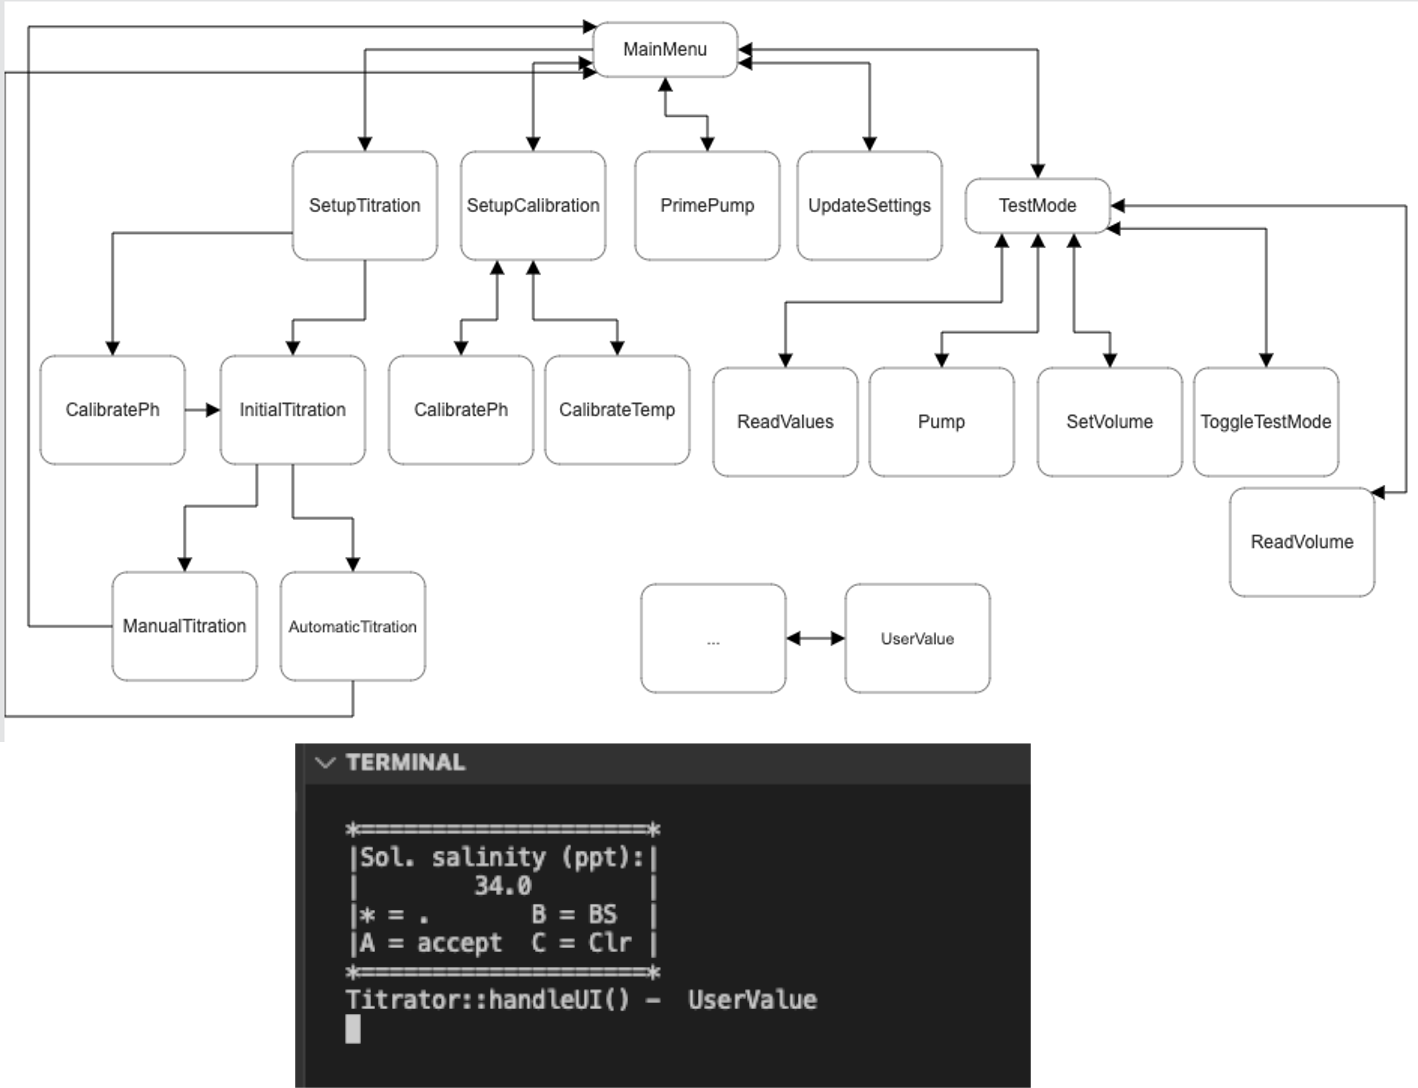 MainMenu
SetupTitration
SetupCalibration
PrimePump
UpdateSettings
TestMode
CalibratePh
InitialTitration
CalibratePh
CalibrateTemp
ReadValues
Pump
SetVolume
ToggleTestMode
ReadVolume
ManualTitration
AutomaticTitration
...
UserValue
TERMINAL
*====================*
|Sol. salinity (ppt):|
|        34.0        |
|* = .       B = BS  |
|A = accept  C = Clr |
*====================*
Titrator::handleUI() -  UserValue